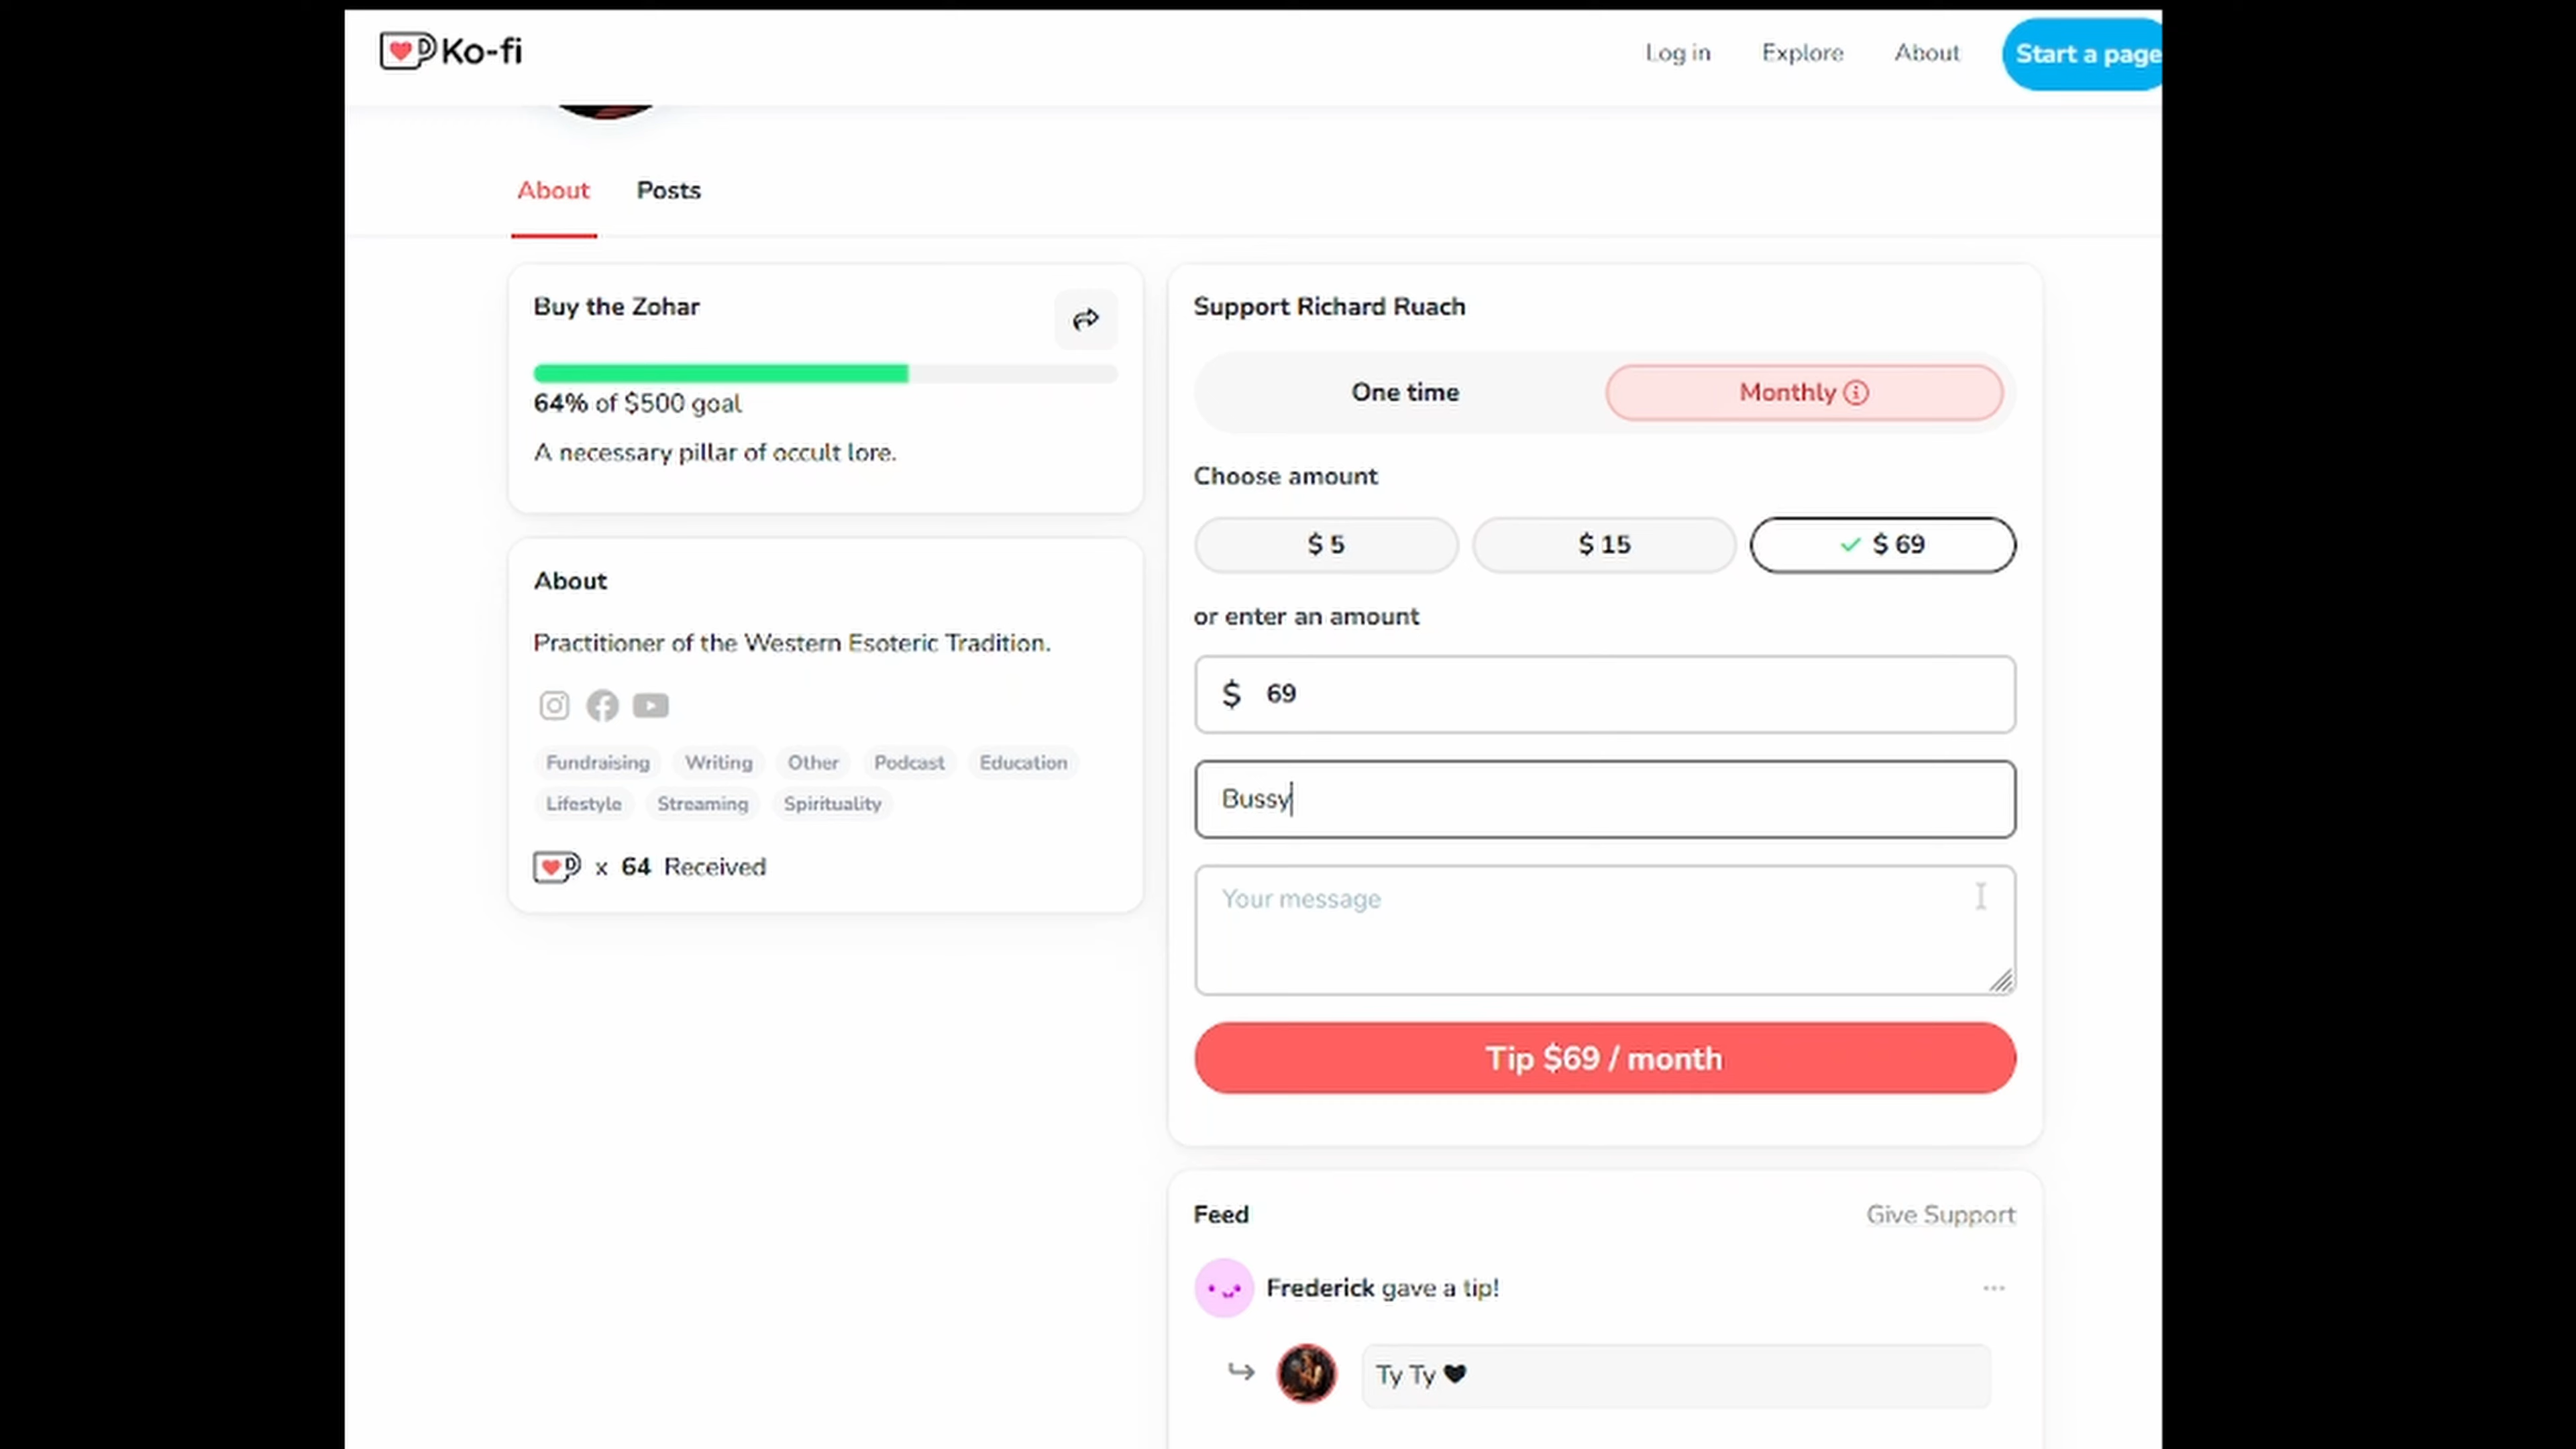 Ko-fi
Log in
Explore
About
Start a page
About
Posts
Buy the Zohar
64% of $500 goal
A necessary pillar of occult lore.
About
Practitioner of the Western Esoteric Tradition.
Fundraising Writing Other Podcast Education
Lifestyle Streaming Spirituality
x 64 Received
Support Richard Ruach
One time
Monthly
Choose amount
$ 5
$ 15
$ 69
or enter an amount
$ 69
Bussy
Your message
Tip $69 / month
Feed
Give Support
Frederick gave a tip!
Ty Ty 🖤